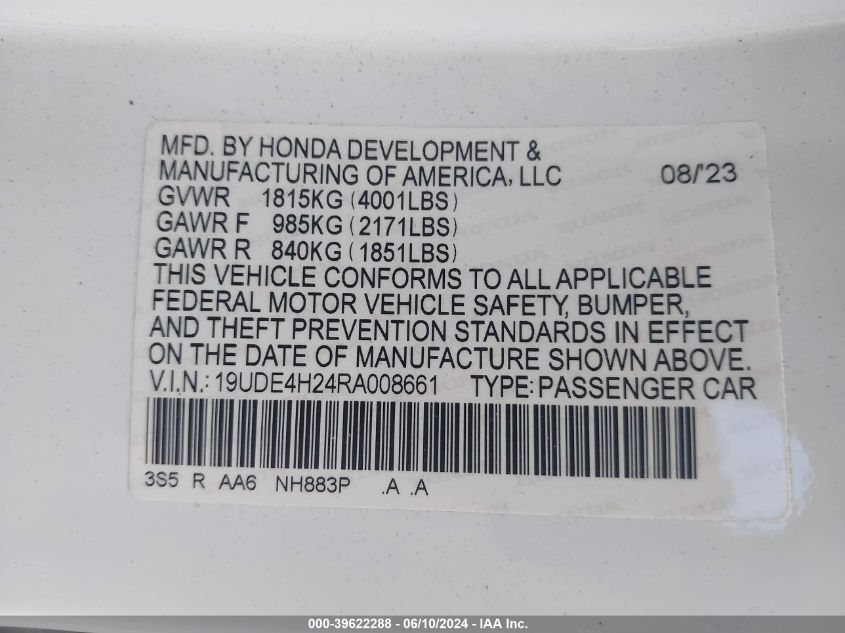 MFD. BY HONDA DEVELOPMENT &
MANUFACTURING OF AMERICA, LLC 08/'23
GVWR 1815KG (4001LBS)
GAWR F 985KG (2171LBS)
GAWR R 840KG (1851LBS)
THIS VEHICLE CONFORMS TO ALL APPLICABLE
FEDERAL MOTOR VEHICLE SAFETY, BUMPER,
AND THEFT PREVENTION STANDARDS IN EFFECT
ON THE DATE OF MANUFACTURE SHOWN ABOVE.
V.I.N.: 19UDE4H24RA008661 TYPE: PASSENGER CAR
3S5 R AA6 NH883P .A .A
000-39622288 - 06/10/2024 - IAA Inc.